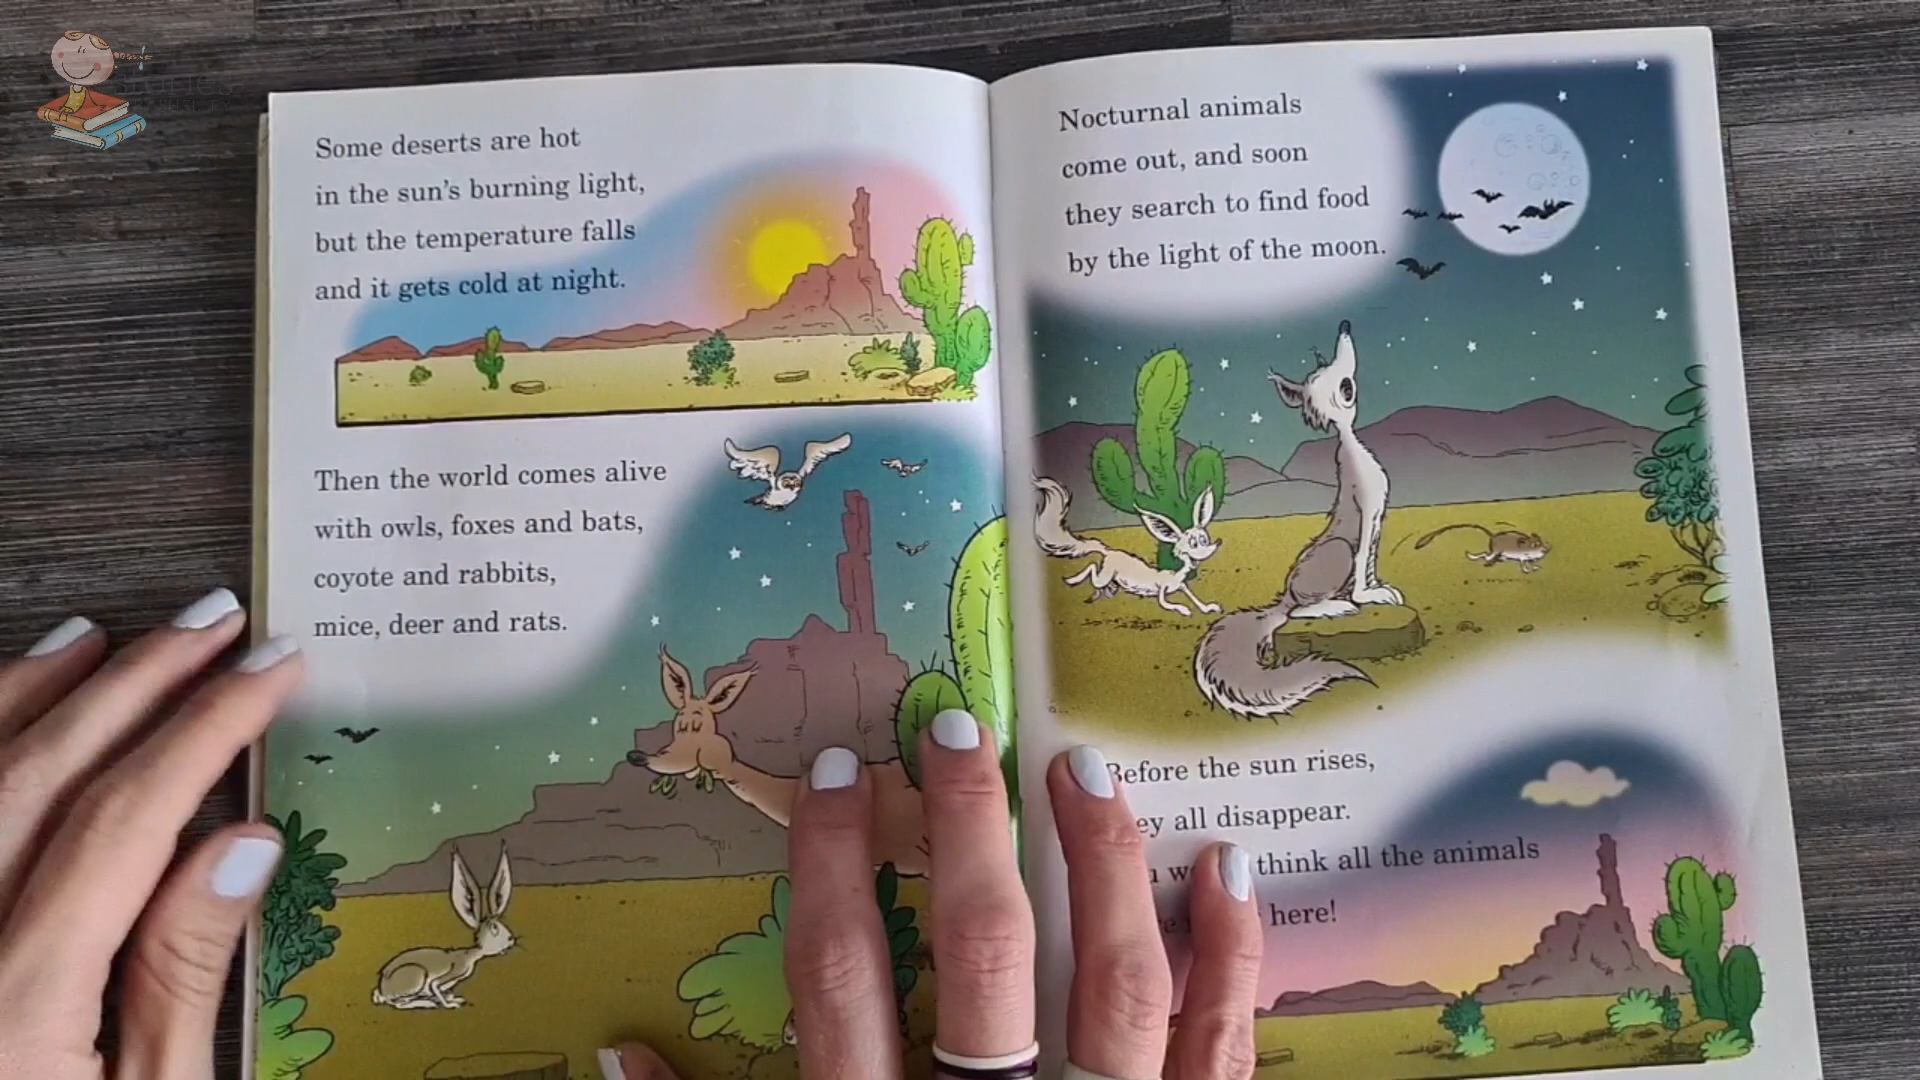 Some deserts are hot
in the sun's burning light,
but the temperature falls
and it gets cold at night.
Then the world comes alive
with owls, foxes and bats,
coyote and rabbits,
mice, deer and rats.
Nocturnal animals
come out, and soon
they search to find food
by the light of the moon.
Before the sun rises,
ey all disappear.
think all the animals
here!